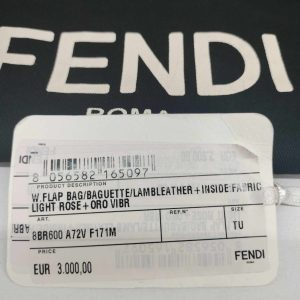 FENDI
ROMA
8 056582 165097
PRODUCT DESCRIPTION
W.FLAP BAG/BAGUETTE/LAMBLEATHER+INSIDE:FABRIC
LIGHT ROSE+ORO VIBR
ART.
REF.N°
SIZE
8BR600 A72V F171M
TU
PRICE
EUR 3.000,00
FENDI